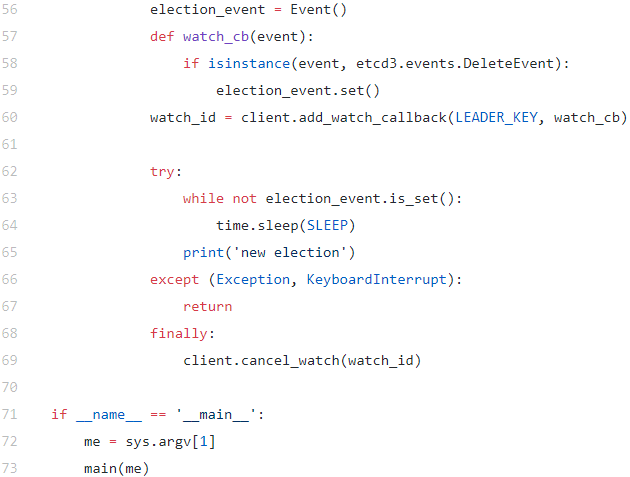 56                election_event = Event()
57                def watch_cb(event):
58                    if isinstance(event, etcd3.events.DeleteEvent):
59                        election_event.set()
60                watch_id = client.add_watch_callback(LEADER_KEY, watch_cb)
61
62                try:
63                    while not election_event.is_set():
64                        time.sleep(SLEEP)
65                    print('new election')
66                except (Exception, KeyboardInterrupt):
67                    return
68                finally:
69                    client.cancel_watch(watch_id)
70
71    if __name__ == '__main__':
72        me = sys.argv[1]
73        main(me)